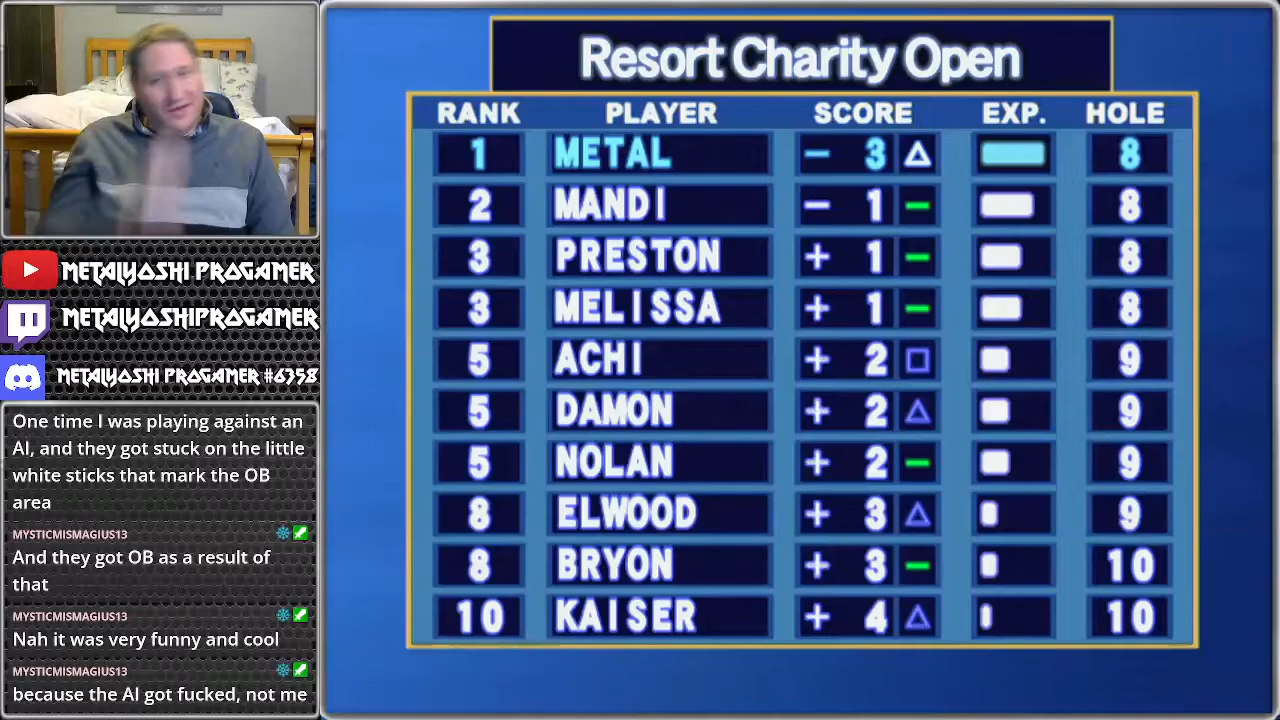 Resort Charity Open
RANK PLAYER SCORE EXP. HOLE
1 METAL - 3 8
2 MANDI - 1 8
3 PRESTON + 1 8
3 MELISSA + 1 8
5 ACHI + 2 9
5 DAMON + 2 9
5 NOLAN + 2 9
8 ELWOOD + 3 9
8 BRYON + 3 10
10 KAISER + 4 10
METALYOSHI PROGAMER
METALYOSHIPROGAMER
METALYOSHI PROGAMER #6358
One time I was playing against an
AI, and they got stuck on the little
white sticks that mark the OB
area
MYSTICMISMAGIUS13
And they got OB as a result of
that
MYSTICMISMAGIUS13
Nah it was very funny and cool
MYSTICMISMAGIUS13
because the AI got fucked, not me